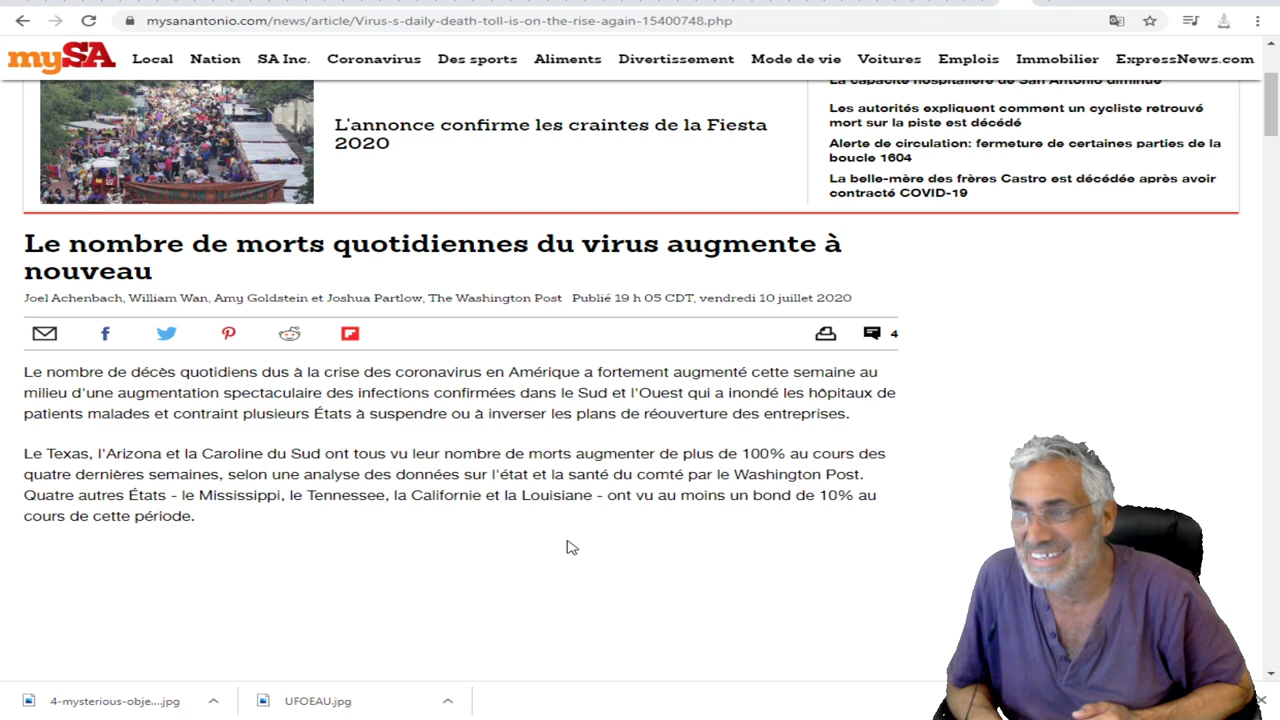 mysanantonio.com/news/article/Virus-s-daily-death-toll-is-on-the-rise-again-15400748.php
mySA
Local Nation SA Inc. Coronavirus Des sports Aliments Divertissement Mode de vie Voitures Emplois Immobilier ExpressNews.com
L'annonce confirme les craintes de la Fiesta
2020
La capacité hospitalière de San Antonio diminue
Les autorités expliquent comment un cycliste retrouvé
mort sur la piste est décédé
Alerte de circulation: fermeture de certaines parties de la
boucle 1604
La belle-mère des frères Castro est décédée après avoir
contracté COVID-19
Le nombre de morts quotidiennes du virus augmente à
nouveau
Joel Achenbach, William Wan, Amy Goldstein et Joshua Partlow, The Washington Post Publié 19 h 05 CDT, vendredi 10 juillet 2020
4
Le nombre de décès quotidiens dus à la crise des coronavirus en Amérique a fortement augmenté cette semaine au
milieu d'une augmentation spectaculaire des infections confirmées dans le Sud et l'Ouest qui a inondé les hôpitaux de
patients malades et contraint plusieurs États à suspendre ou à inverser les plans de réouverture des entreprises.
Le Texas, l'Arizona et la Caroline du Sud ont tous vu leur nombre de morts augmenter de plus de 100% au cours des
quatre dernières semaines, selon une analyse des données sur l'état et la santé du comté par le Washington Post.
Quatre autres États - le Mississippi, le Tennessee, la Californie et la Louisiane - ont vu au moins un bond de 10% au
cours de cette période.
4-mysterious-obje....jpg
UFOEAU.jpg